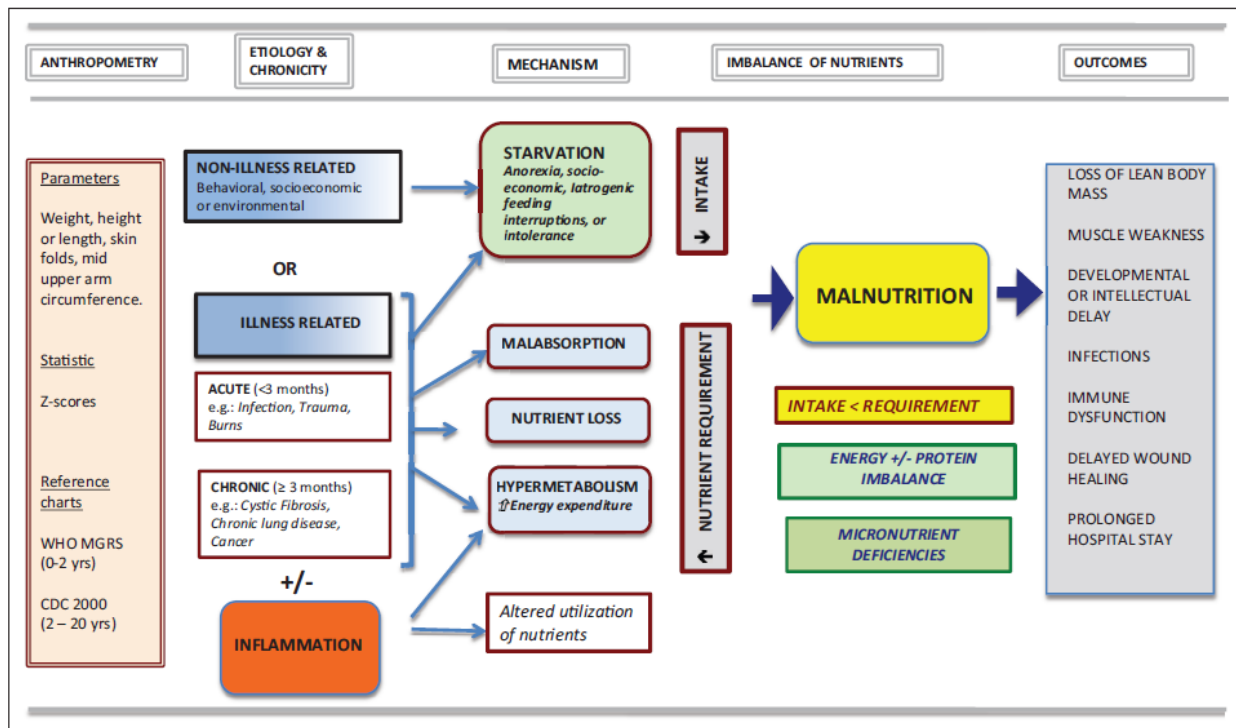 ANTHROPOMETRY
ETIOLOGY &
CHRONICITY
MECHANISM
IMBALANCE OF NUTRIENTS
OUTCOMES
Parameters
Weight, height
or length, skin
folds, mid
upper arm
circumference.
Statistic
Z-scores
Reference
charts
WHO MGRS
(0-2 yrs)
CDC 2000
(2 – 20 yrs)
NON-ILLNESS RELATED
Behavioral, socioeconomic
or environmental
OR
ILLNESS RELATED
ACUTE (<3 months)
e.g.: Infection, Trauma,
Burns
CHRONIC (≥ 3 months)
e.g.: Cystic Fibrosis,
Chronic lung disease,
Cancer
+/-
INFLAMMATION
STARVATION
Anorexia, socio-
economic, Iatrogenic
feeding
interruptions, or
intolerance
MALABSORPTION
NUTRIENT LOSS
HYPERMETABOLISM
⇧Energy expenditure
Altered utilization
of nutrients
→ INTAKE
← NUTRIENT REQUIREMENT
MALNUTRITION
INTAKE < REQUIREMENT
ENERGY +/- PROTEIN
IMBALANCE
MICRONUTRIENT
DEFICIENCIES
LOSS OF LEAN BODY
MASS
MUSCLE WEAKNESS
DEVELOPMENTAL
OR INTELLECTUAL
DELAY
INFECTIONS
IMMUNE
DYSFUNCTION
DELAYED WOUND
HEALING
PROLONGED
HOSPITAL STAY